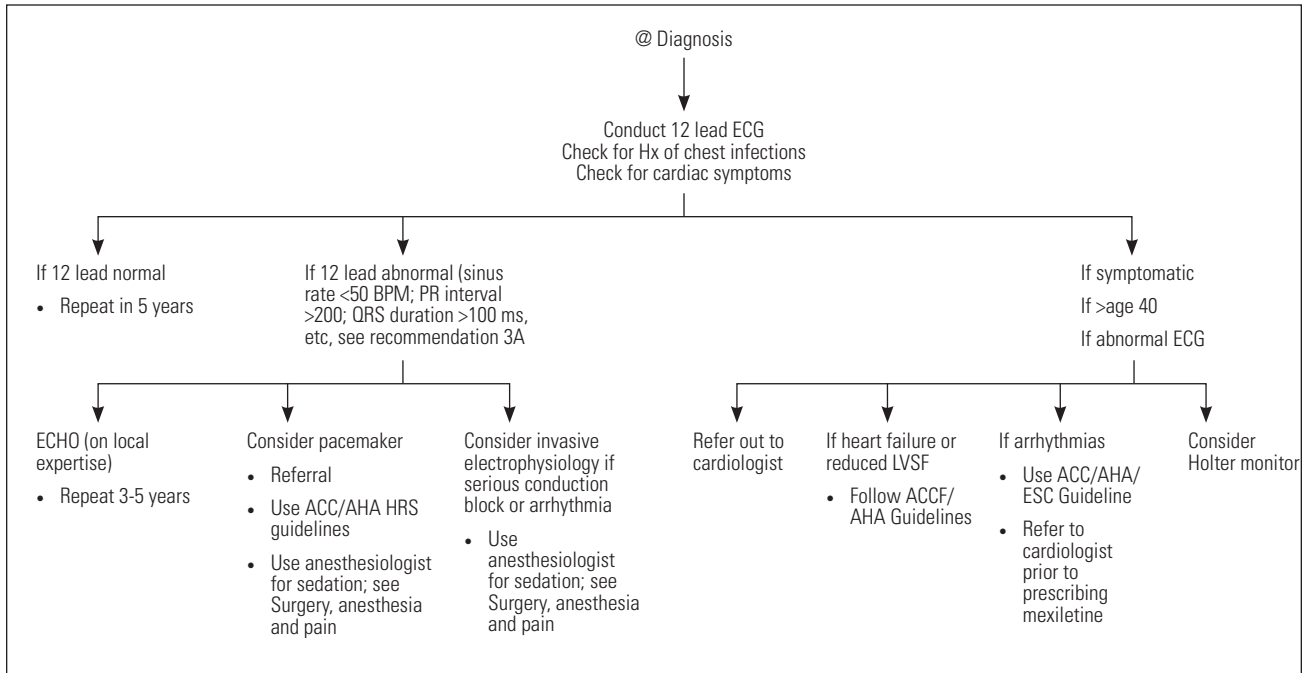 @ Diagnosis
Conduct 12 lead ECG
Check for Hx of chest infections
Check for cardiac symptoms
If 12 lead normal
• Repeat in 5 years
If 12 lead abnormal (sinus
rate <50 BPM; PR interval
>200; QRS duration >100 ms,
etc, see recommendation 3A
If symptomatic
If >age 40
If abnormal ECG
ECHO (on local
expertise)
• Repeat 3-5 years
Consider pacemaker
• Referral
• Use ACC/AHA HRS
guidelines
• Use anesthesiologist
for sedation; see
Surgery, anesthesia
and pain
Consider invasive
electrophysiology if
serious conduction
block or arrhythmia
• Use
anesthesiologist
for sedation; see
Surgery, anesthesia
and pain
Refer out to
cardiologist
If heart failure or
reduced LVSF
• Follow ACCF/
AHA Guidelines
If arrhythmias
• Use ACC/AHA/
ESC Guideline
• Refer to
cardiologist
prior to
prescribing
mexiletine
Consider
Holter monitor